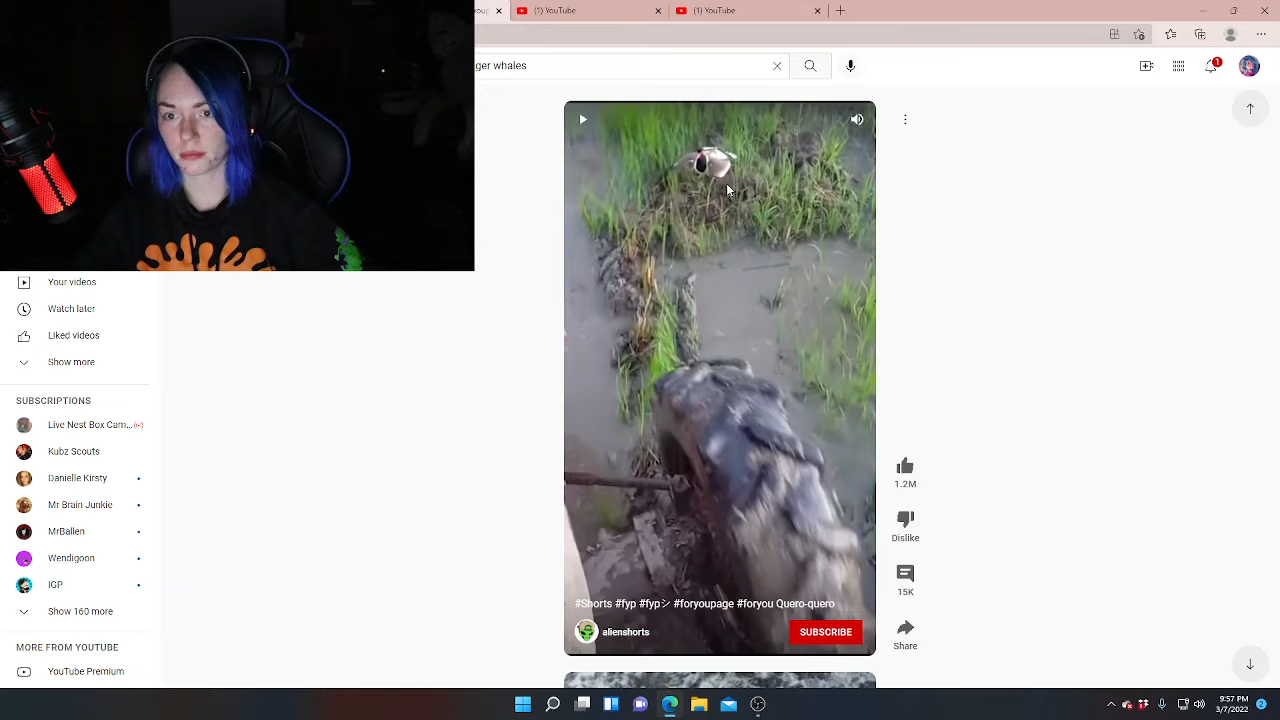 (1) YouTube
(1) YouTube
ger whales
1
Your videos
Watch later
Liked videos
Show more
SUBSCRIPTIONS
Live Nest Box Cam...
Kubz Scouts
Danielle Kirsty
Mr Brain Junkie
MrBallen
Wendigoon
IGP
Show 160 more
MORE FROM YOUTUBE
YouTube Premium
1.2M
Dislike
15K
Share
#Shorts #fyp #fypシ #foryoupage #foryou Quero-quero
alienshorts
SUBSCRIBE
9:57 PM
3/7/2022
2